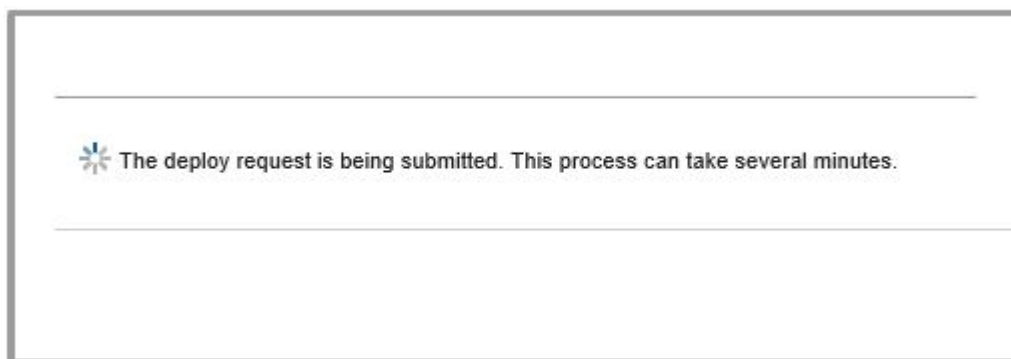 The deploy request is being submitted. This process can take several minutes.